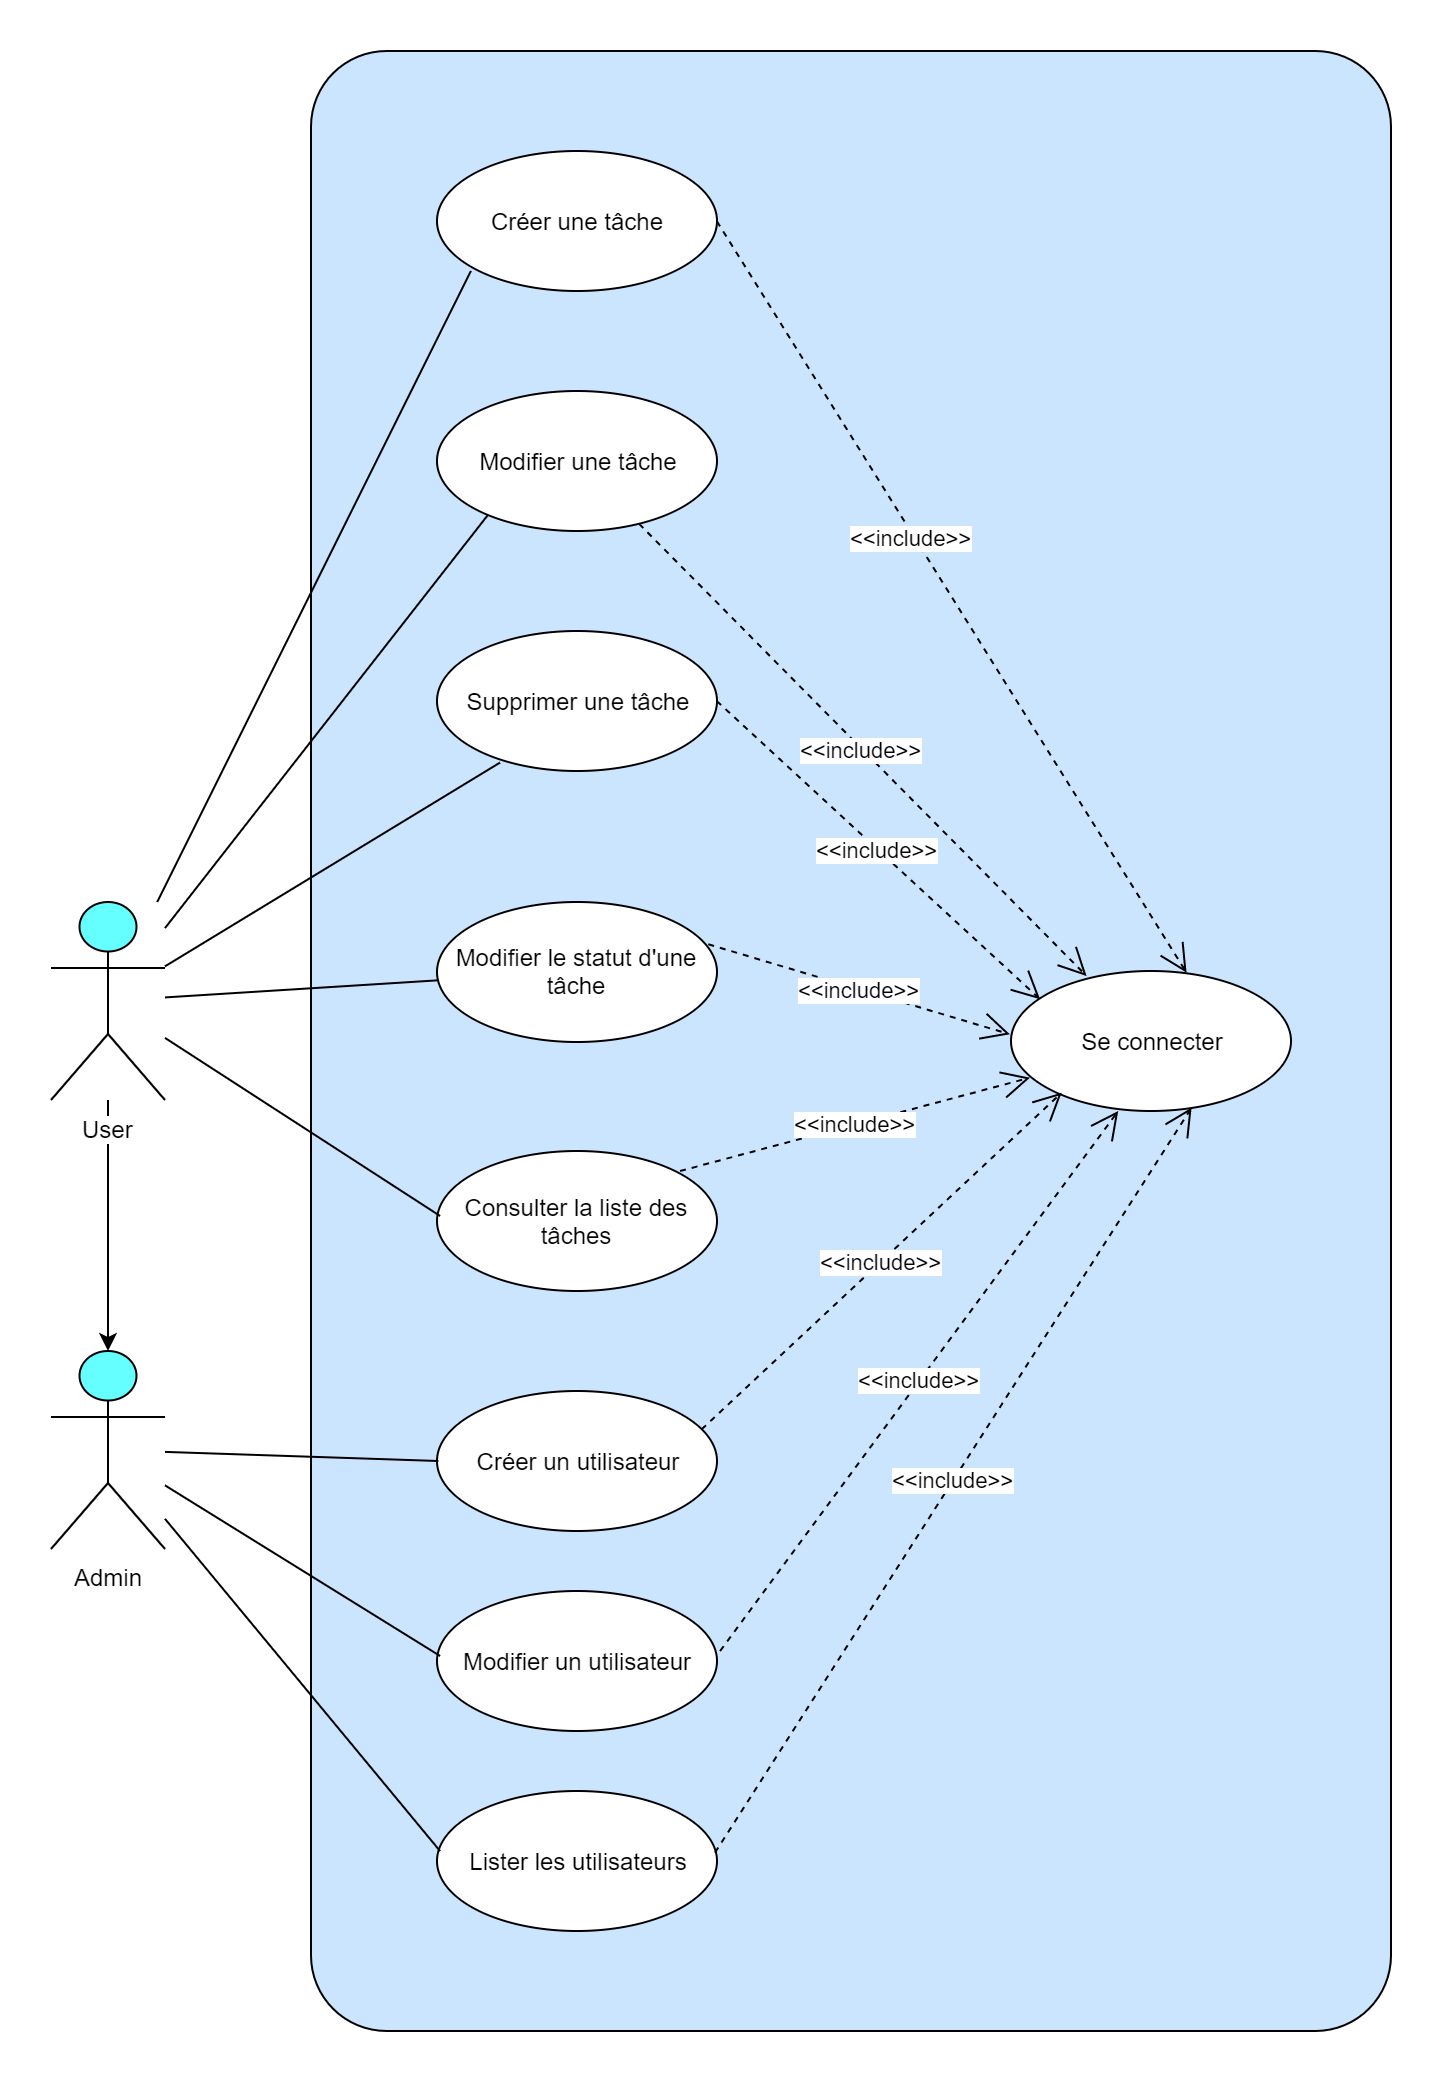 Créer une tâche
Modifier une tâche
<<include>>
Supprimer une tâche
<<include>>
<<include>>
Modifier le statut d'une
tâche
<<include>>
Se connecter
User
<<include>>
Consulter la liste des
tâches
<<include>>
<<include>>
Créer un utilisateur
<<include>>
Admin
Modifier un utilisateur
Lister les utilisateurs